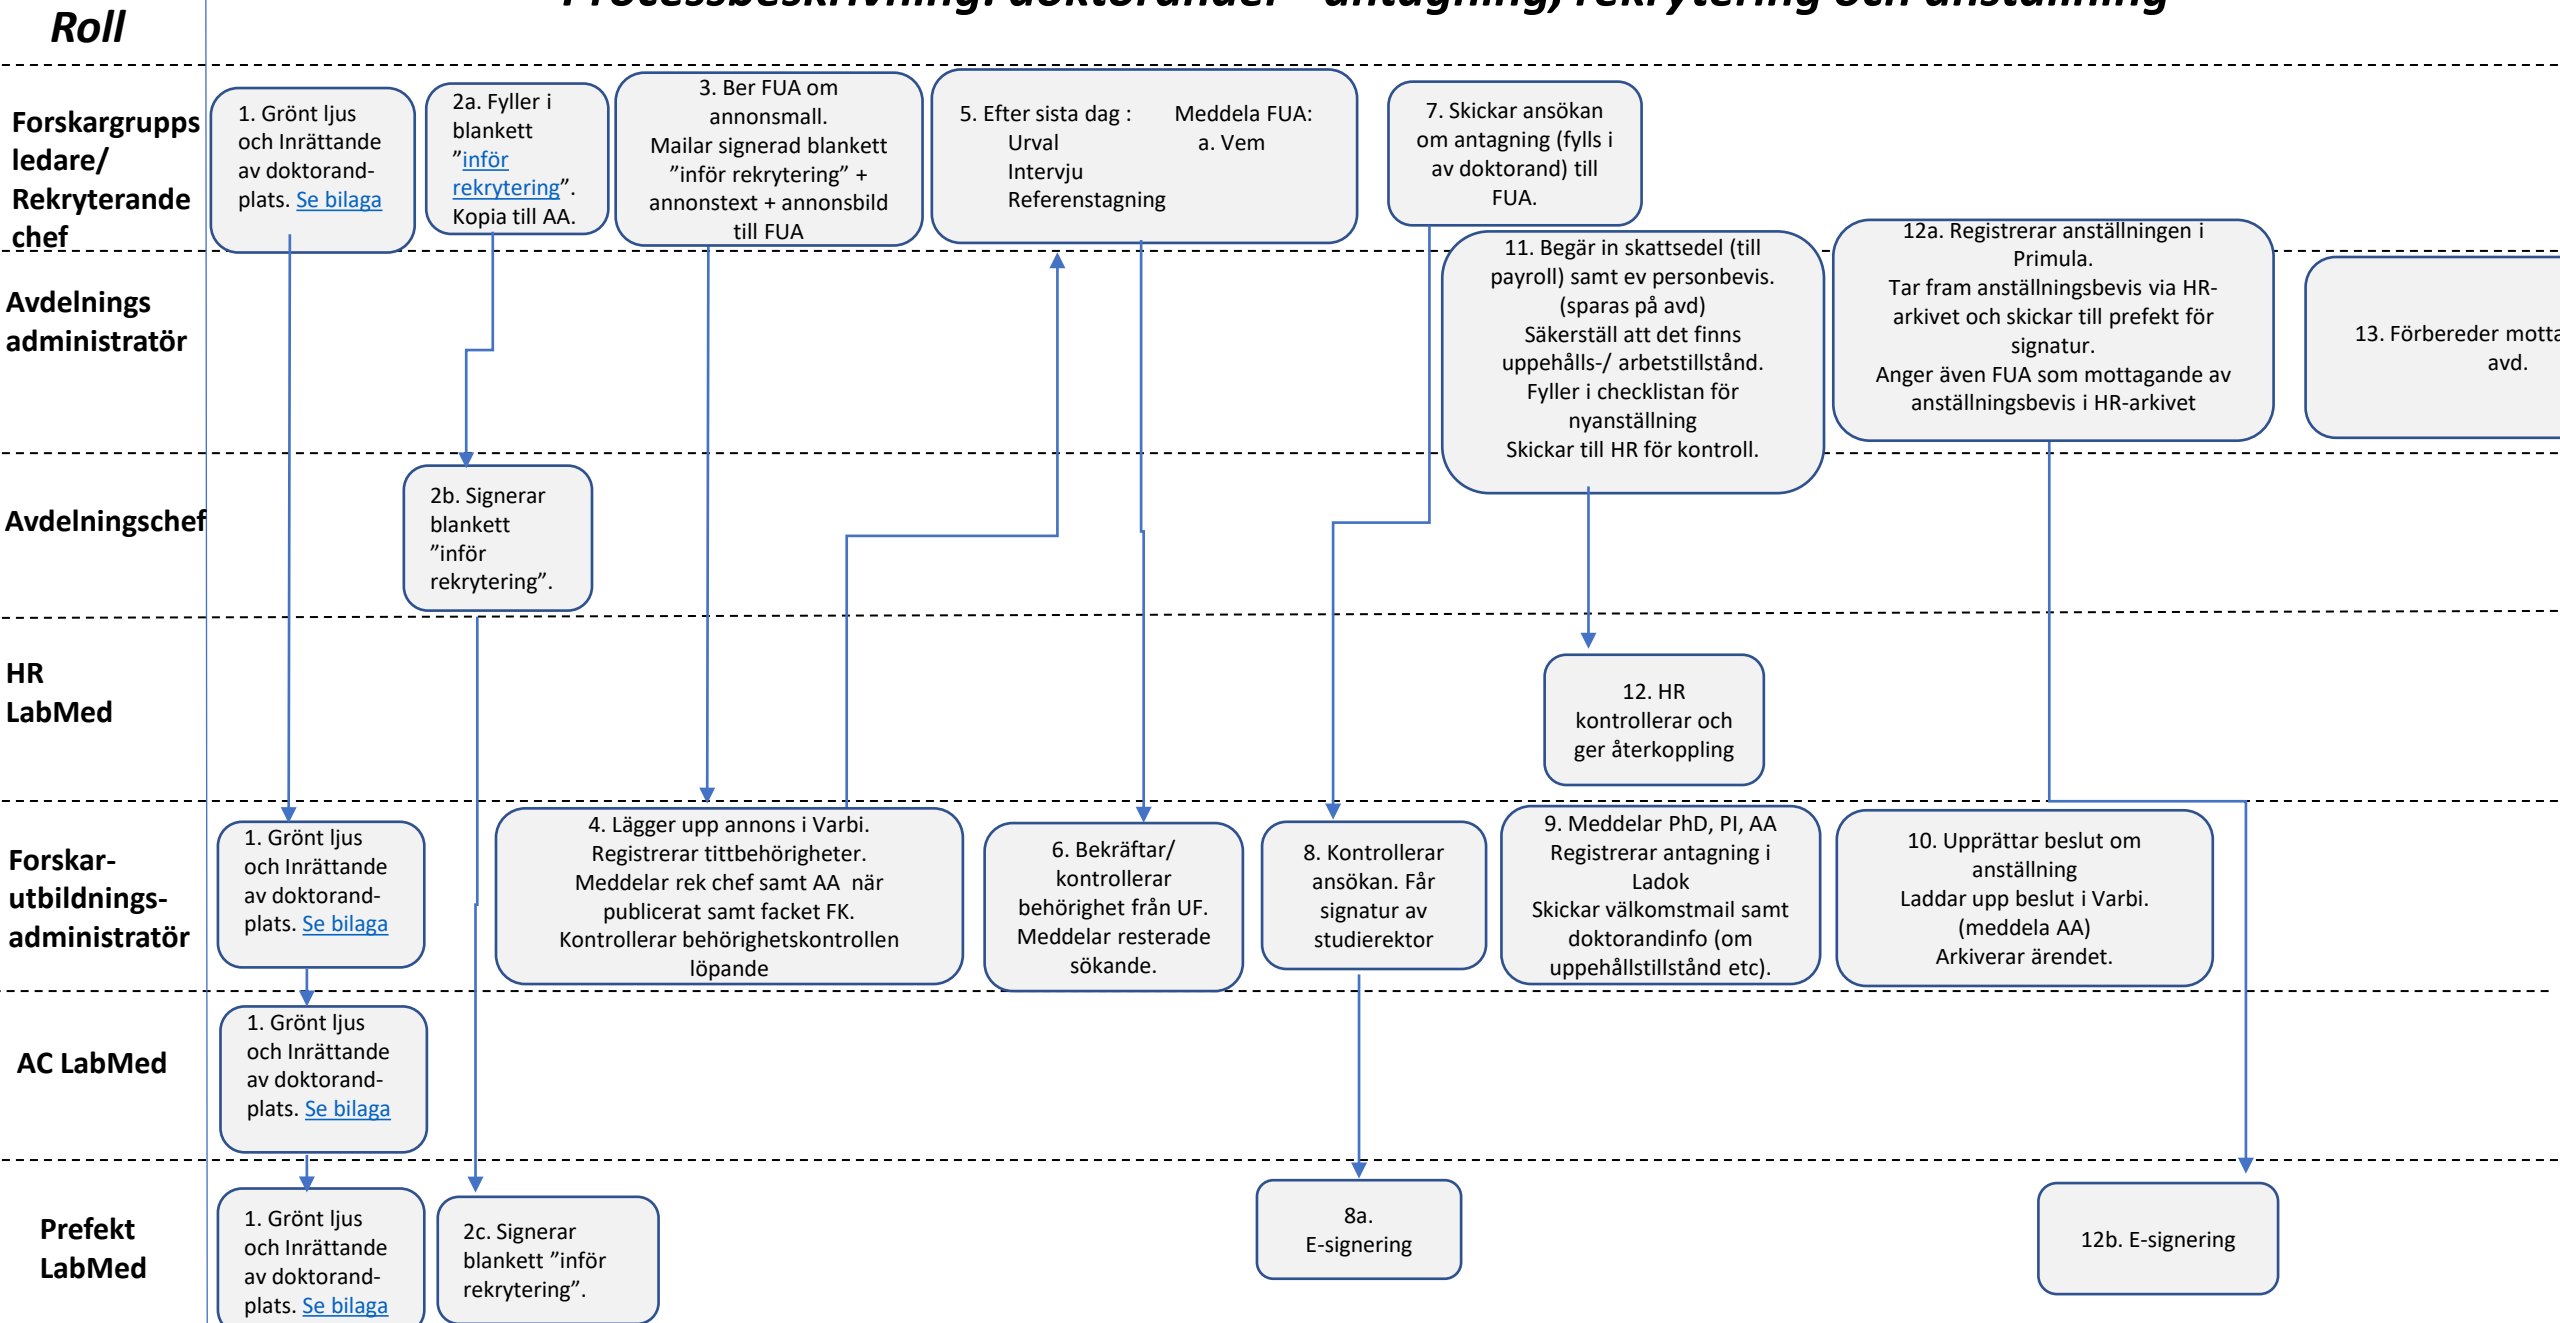 Processbeskrivning: doktorander - antagning, rekrytering och anställning
Roll
Forskargrupps
ledare/
Rekryterande
chef
1. Grönt ljus
och Inrättande
av doktorand-
plats. Se bilaga
2a. Fyller i
blankett
”inför
rekrytering”.
Kopia till AA.
3. Ber FUA om
annonsmall.
Mailar signerad blankett
”inför rekrytering” +
annonstext + annonsbild
till FUA
5. Efter sista dag :
Urval
Intervju
Referenstagning
Meddela FUA:
a. Vem
7. Skickar ansökan
om antagning (fylls i
av doktorand) till
FUA.
Avdelnings
administratör
11. Begär in skattsedel (till
payroll) samt ev personbevis.
(sparas på avd)
Säkerställ att det finns
uppehålls-/ arbetstillstånd.
Fyller i checklistan för
nyanställning
Skickar till HR för kontroll.
12a. Registrerar anställningen i
Primula.
Tar fram anställningsbevis via HR-
arkivet och skickar till prefekt för
signatur.
Anger även FUA som mottagande av
anställningsbevis i HR-arkivet
13. Förbereder
avd.
Avdelningschef
2b. Signerar
blankett
”inför
rekrytering”.
HR
LabMed
12. HR
kontrollerar och
ger återkoppling
Forskar-
utbildnings-
administratör
1. Grönt ljus
och Inrättande
av doktorand-
plats. Se bilaga
4. Lägger upp annons i Varbi.
Registrerar tittbehörigheter.
Meddelar rek chef samt AA  när
publicerat samt facket FK.
Kontrollerar behörighetskontrollen
löpande
6. Bekräftar/
kontrollerar
behörighet från UF.
Meddelar resterade
sökande.
8. Kontrollerar
ansökan. Får
signatur av
studierektor
9. Meddelar PhD, PI, AA
Registrerar antagning i
Ladok
Skickar välkomstmail samt
doktorandinfo (om
uppehållstillstånd etc).
10. Upprättar beslut om
anställning
Laddar upp beslut i Varbi.
(meddela AA)
Arkiverar ärendet.
AC LabMed
1. Grönt ljus
och Inrättande
av doktorand-
plats. Se bilaga
Prefekt
LabMed
1. Grönt ljus
och Inrättande
av doktorand-
plats. Se bilaga
2c. Signerar
blankett ”inför
rekrytering”.
8a.
E-signering
12b. E-signering